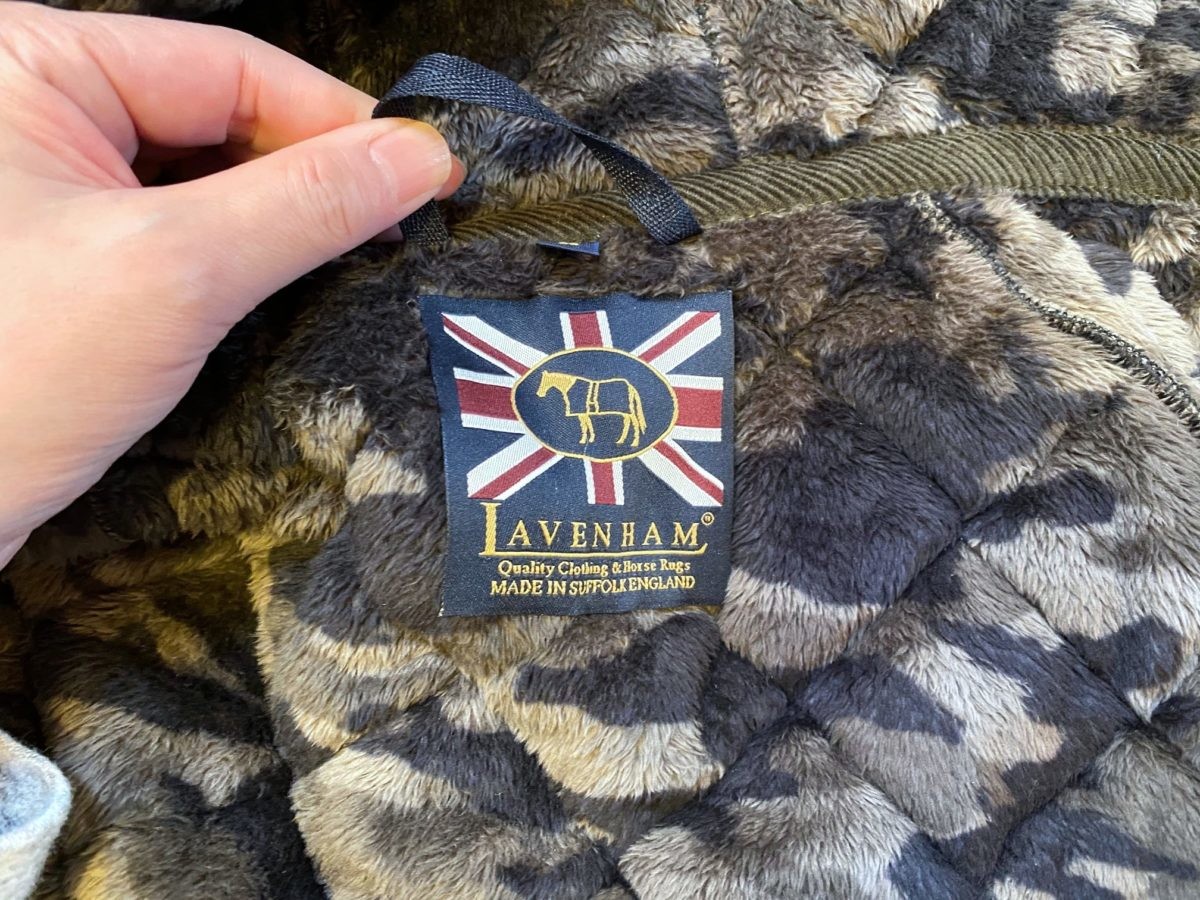 LAVENHAM®
Quality Clothing & Horse Rugs
MADE IN SUFFOLK ENGLAND